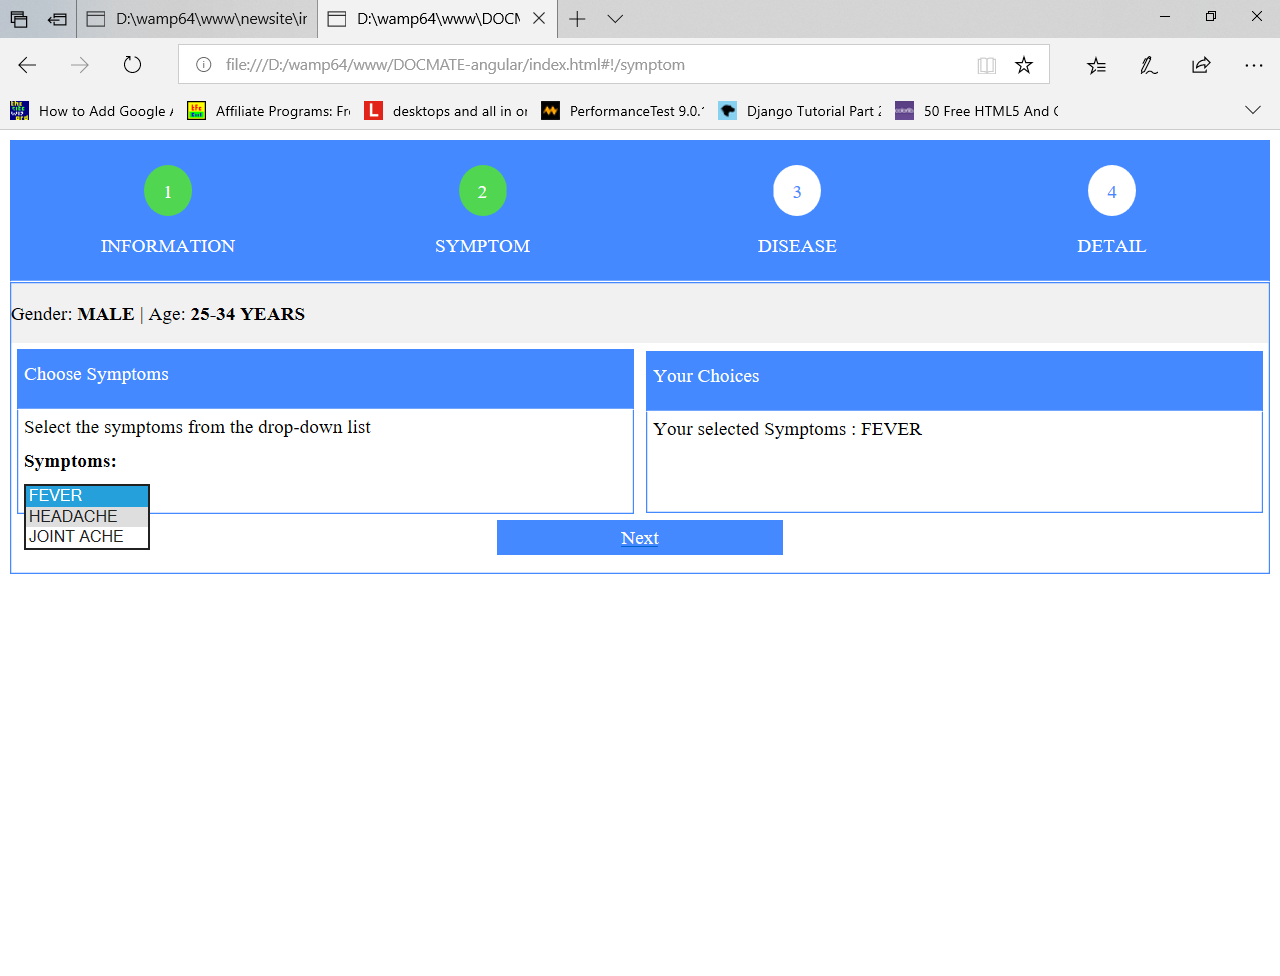 D:\wamp64\www\newsite\ir
D:\wamp64\www\DOCM
file:///D:/wamp64/www/DOCMATE-angular/index.html#!/symptom
How to Add Google A
Affiliate Programs: Fr
L
desktops and all in or
PerformanceTest 9.0.
Django Tutorial Part 2
50 Free HTML5 And C
1 2 3 4
INFORMATION SYMPTOM DISEASE DETAIL
Gender: MALE | Age: 25-34 YEARS
Choose Symptoms
Select the symptoms from the drop-down list
Symptoms:
FEVER
HEADACHE
JOINT ACHE
Your Choices
Your selected Symptoms : FEVER
Next